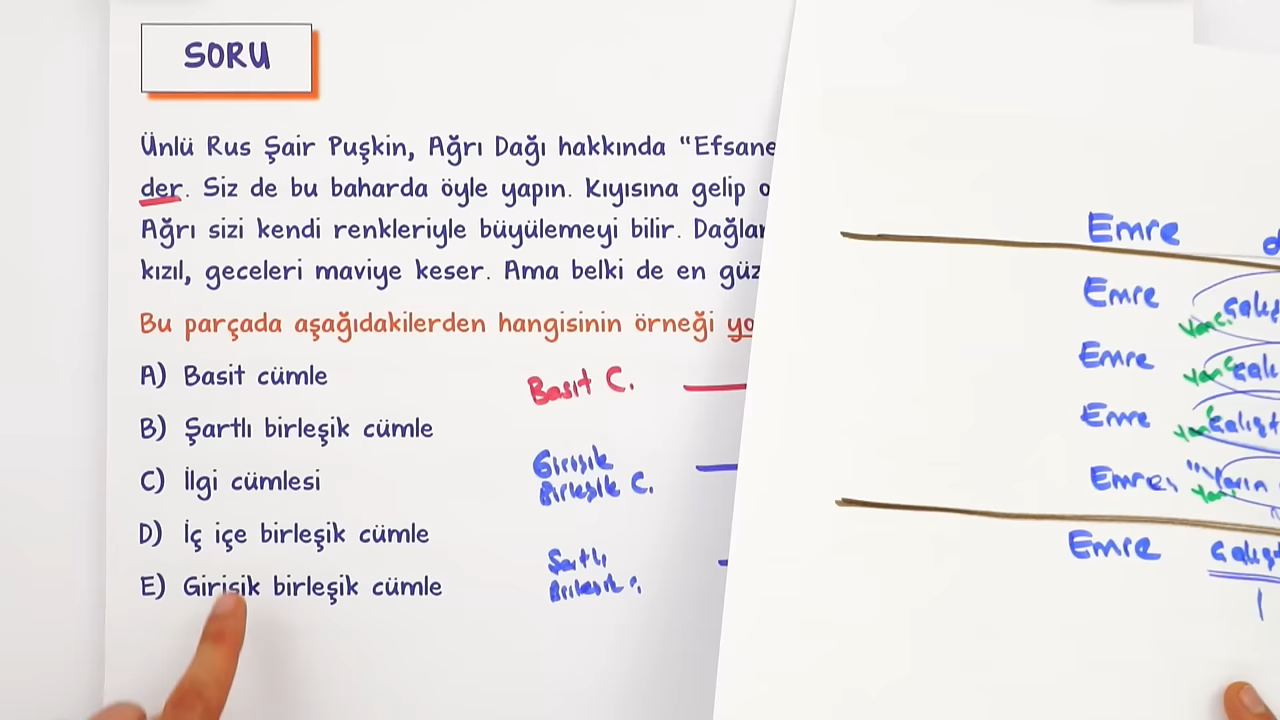 SORU
Ünlü Rus Şair Puşkin, Ağrı Dağı hakkında “Efsane
der. Siz de bu baharda öyle yapın. Kıyısına gelip o
Ağrı sizi kendi renkleriyle büyülemeyi bilir. Dağlar
kızıl, geceleri maviye keser. Ama belki de en güz
Bu parçada aşağıdakilerden hangisinin örneği yo
A) Basit cümle
B) Şartlı birleşik cümle
C) İlgi cümlesi
D) İç içe birleşik cümle
E) Girişik birleşik cümle
Basit C.
Girişik
Birleşik C.
Şartlı
Emre
Emre
Emre
Emre
Emre
Emre